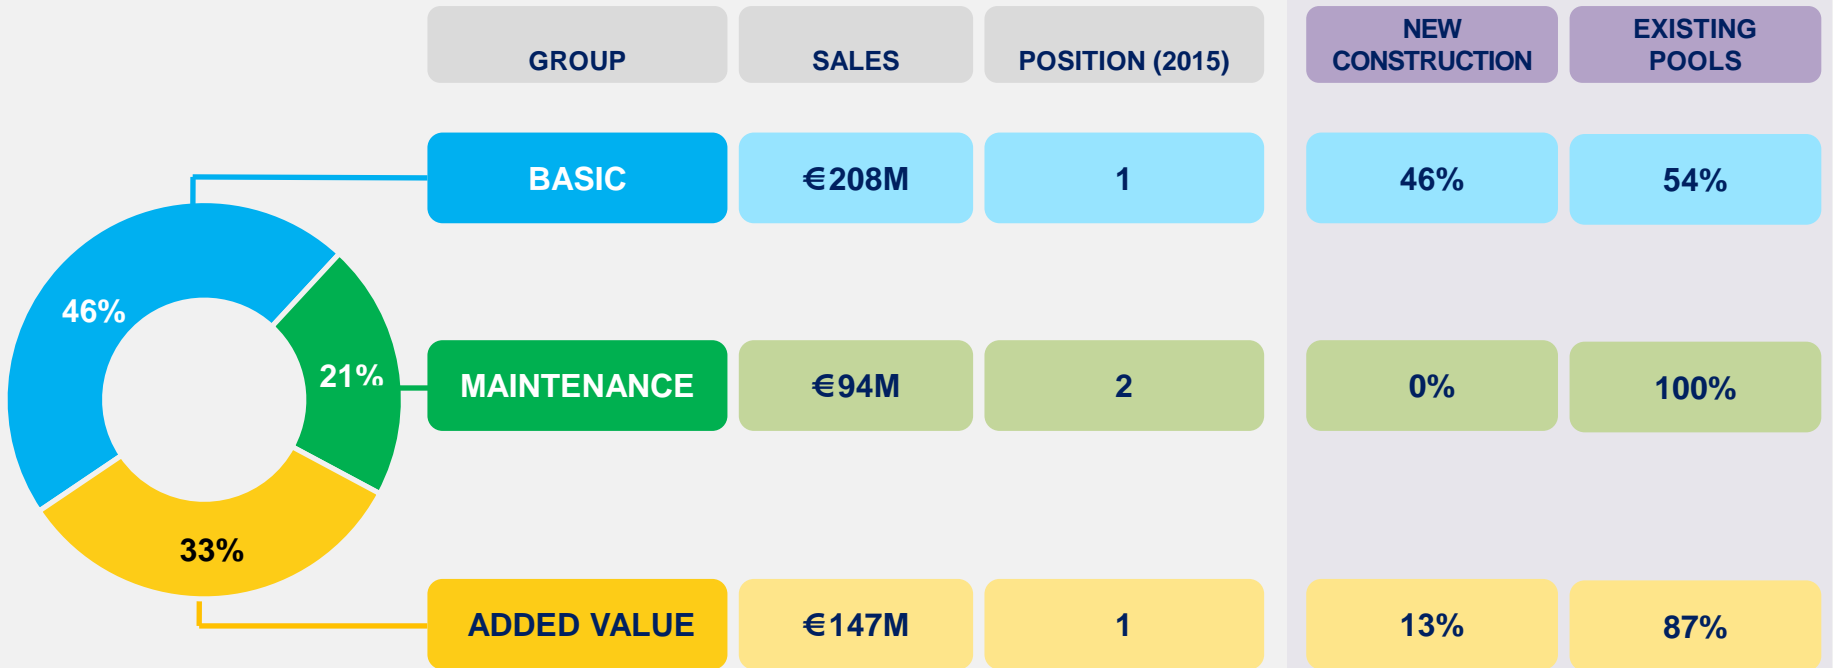 GROUP
SALES
POSITION (2015)
NEW
CONSTRUCTION
EXISTING
POOLS
BASIC
€208M
1
46%
54%
46%
MAINTENANCE
€94M
2
0%
100%
21%
33%
ADDED VALUE
€147M
1
13%
87%